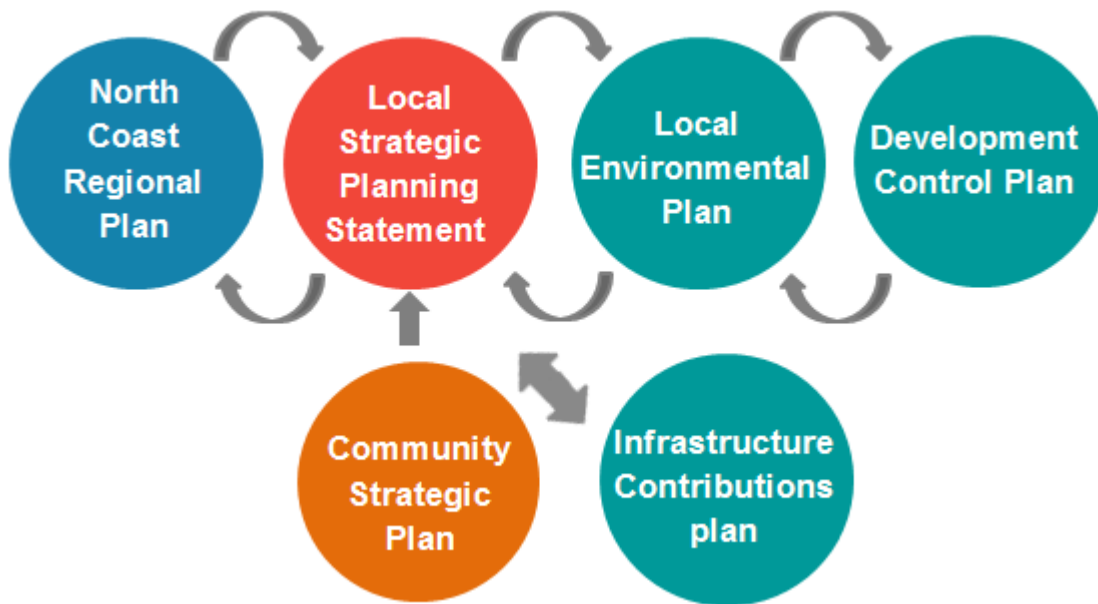 North
Coast
Regional
Plan
Local
Strategic
Planning
Statement
Local
Environmental
Plan
Development
Control Plan
Community
Strategic
Plan
Infrastructure
Contributions
plan